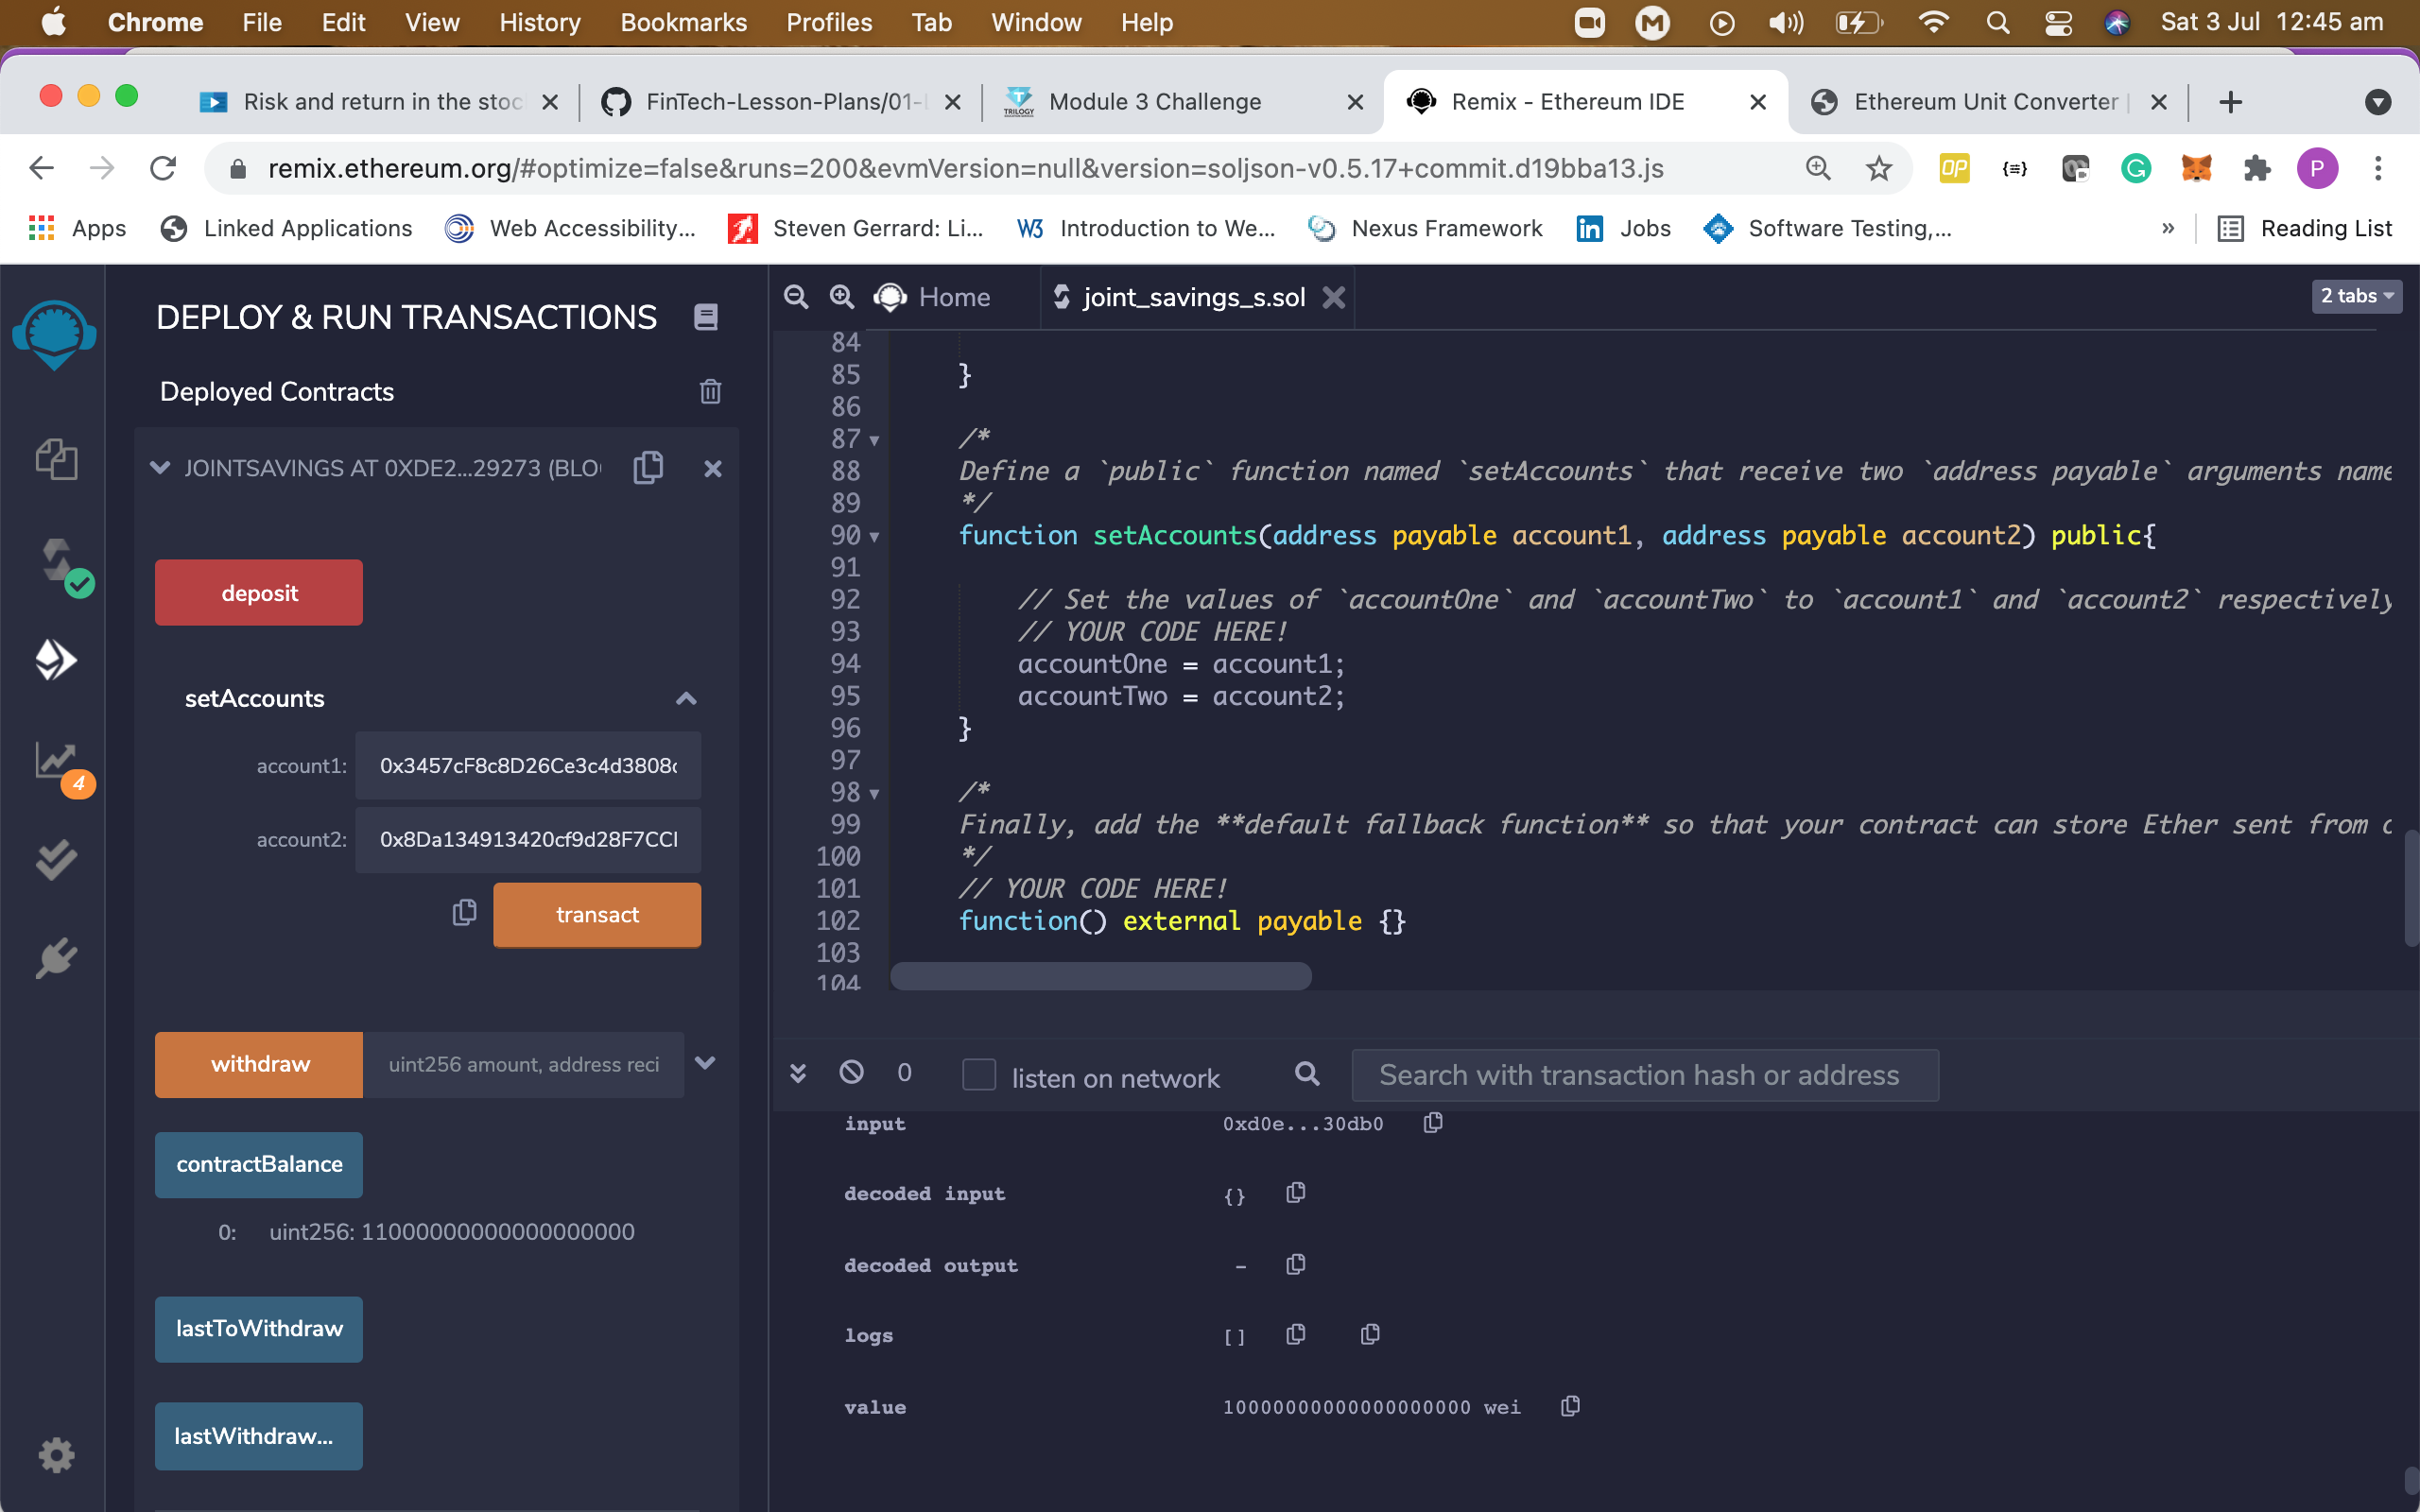 Chrome File Edit View History Bookmarks Profiles Tab Window Help Sat 3 Jul 12:45 am
Risk and return in the stoc
FinTech-Lesson-Plans/01-
Module 3 Challenge
Remix - Ethereum IDE
Ethereum Unit Converter |
remix.ethereum.org/#optimize=false&runs=200&evmVersion=null&version=soljson-v0.5.17+commit.d19bba13.js
Apps Linked Applications Web Accessibility... Steven Gerrard: Li... Introduction to We... Nexus Framework Jobs Software Testing,... » Reading List
DEPLOY & RUN TRANSACTIONS
Deployed Contracts
JOINTSAVINGS AT 0XDE2...29273 (BLO
deposit
setAccounts
account1: 0x3457cF8c8D26Ce3c4d3808
account2: 0x8Da134913420cf9d28F7CC
transact
withdraw uint256 amount, address reci
contractBalance
0: uint256: 11000000000000000000
lastToWithdraw
lastWithdraw...
4
Home
joint_savings_s.sol
2 tabs
84
85 }
86
87 /*
88 Define a `public` function named `setAccounts` that receive two `address payable` arguments name
89 */
90 function setAccounts(address payable account1, address payable account2) public{
91
92 // Set the values of `accountOne` and `accountTwo` to `account1` and `account2` respectively
93 // YOUR CODE HERE!
94 accountOne = account1;
95 accountTwo = account2;
96 }
97
98 /*
99 Finally, add the **default fallback function** so that your contract can store Ether sent from
100 */
101 // YOUR CODE HERE!
102 function() external payable {}
103
104
0 listen on network Search with transaction hash or address
input 0xd0e...30db0
decoded input {}
decoded output -
logs []
value 10000000000000000000 wei